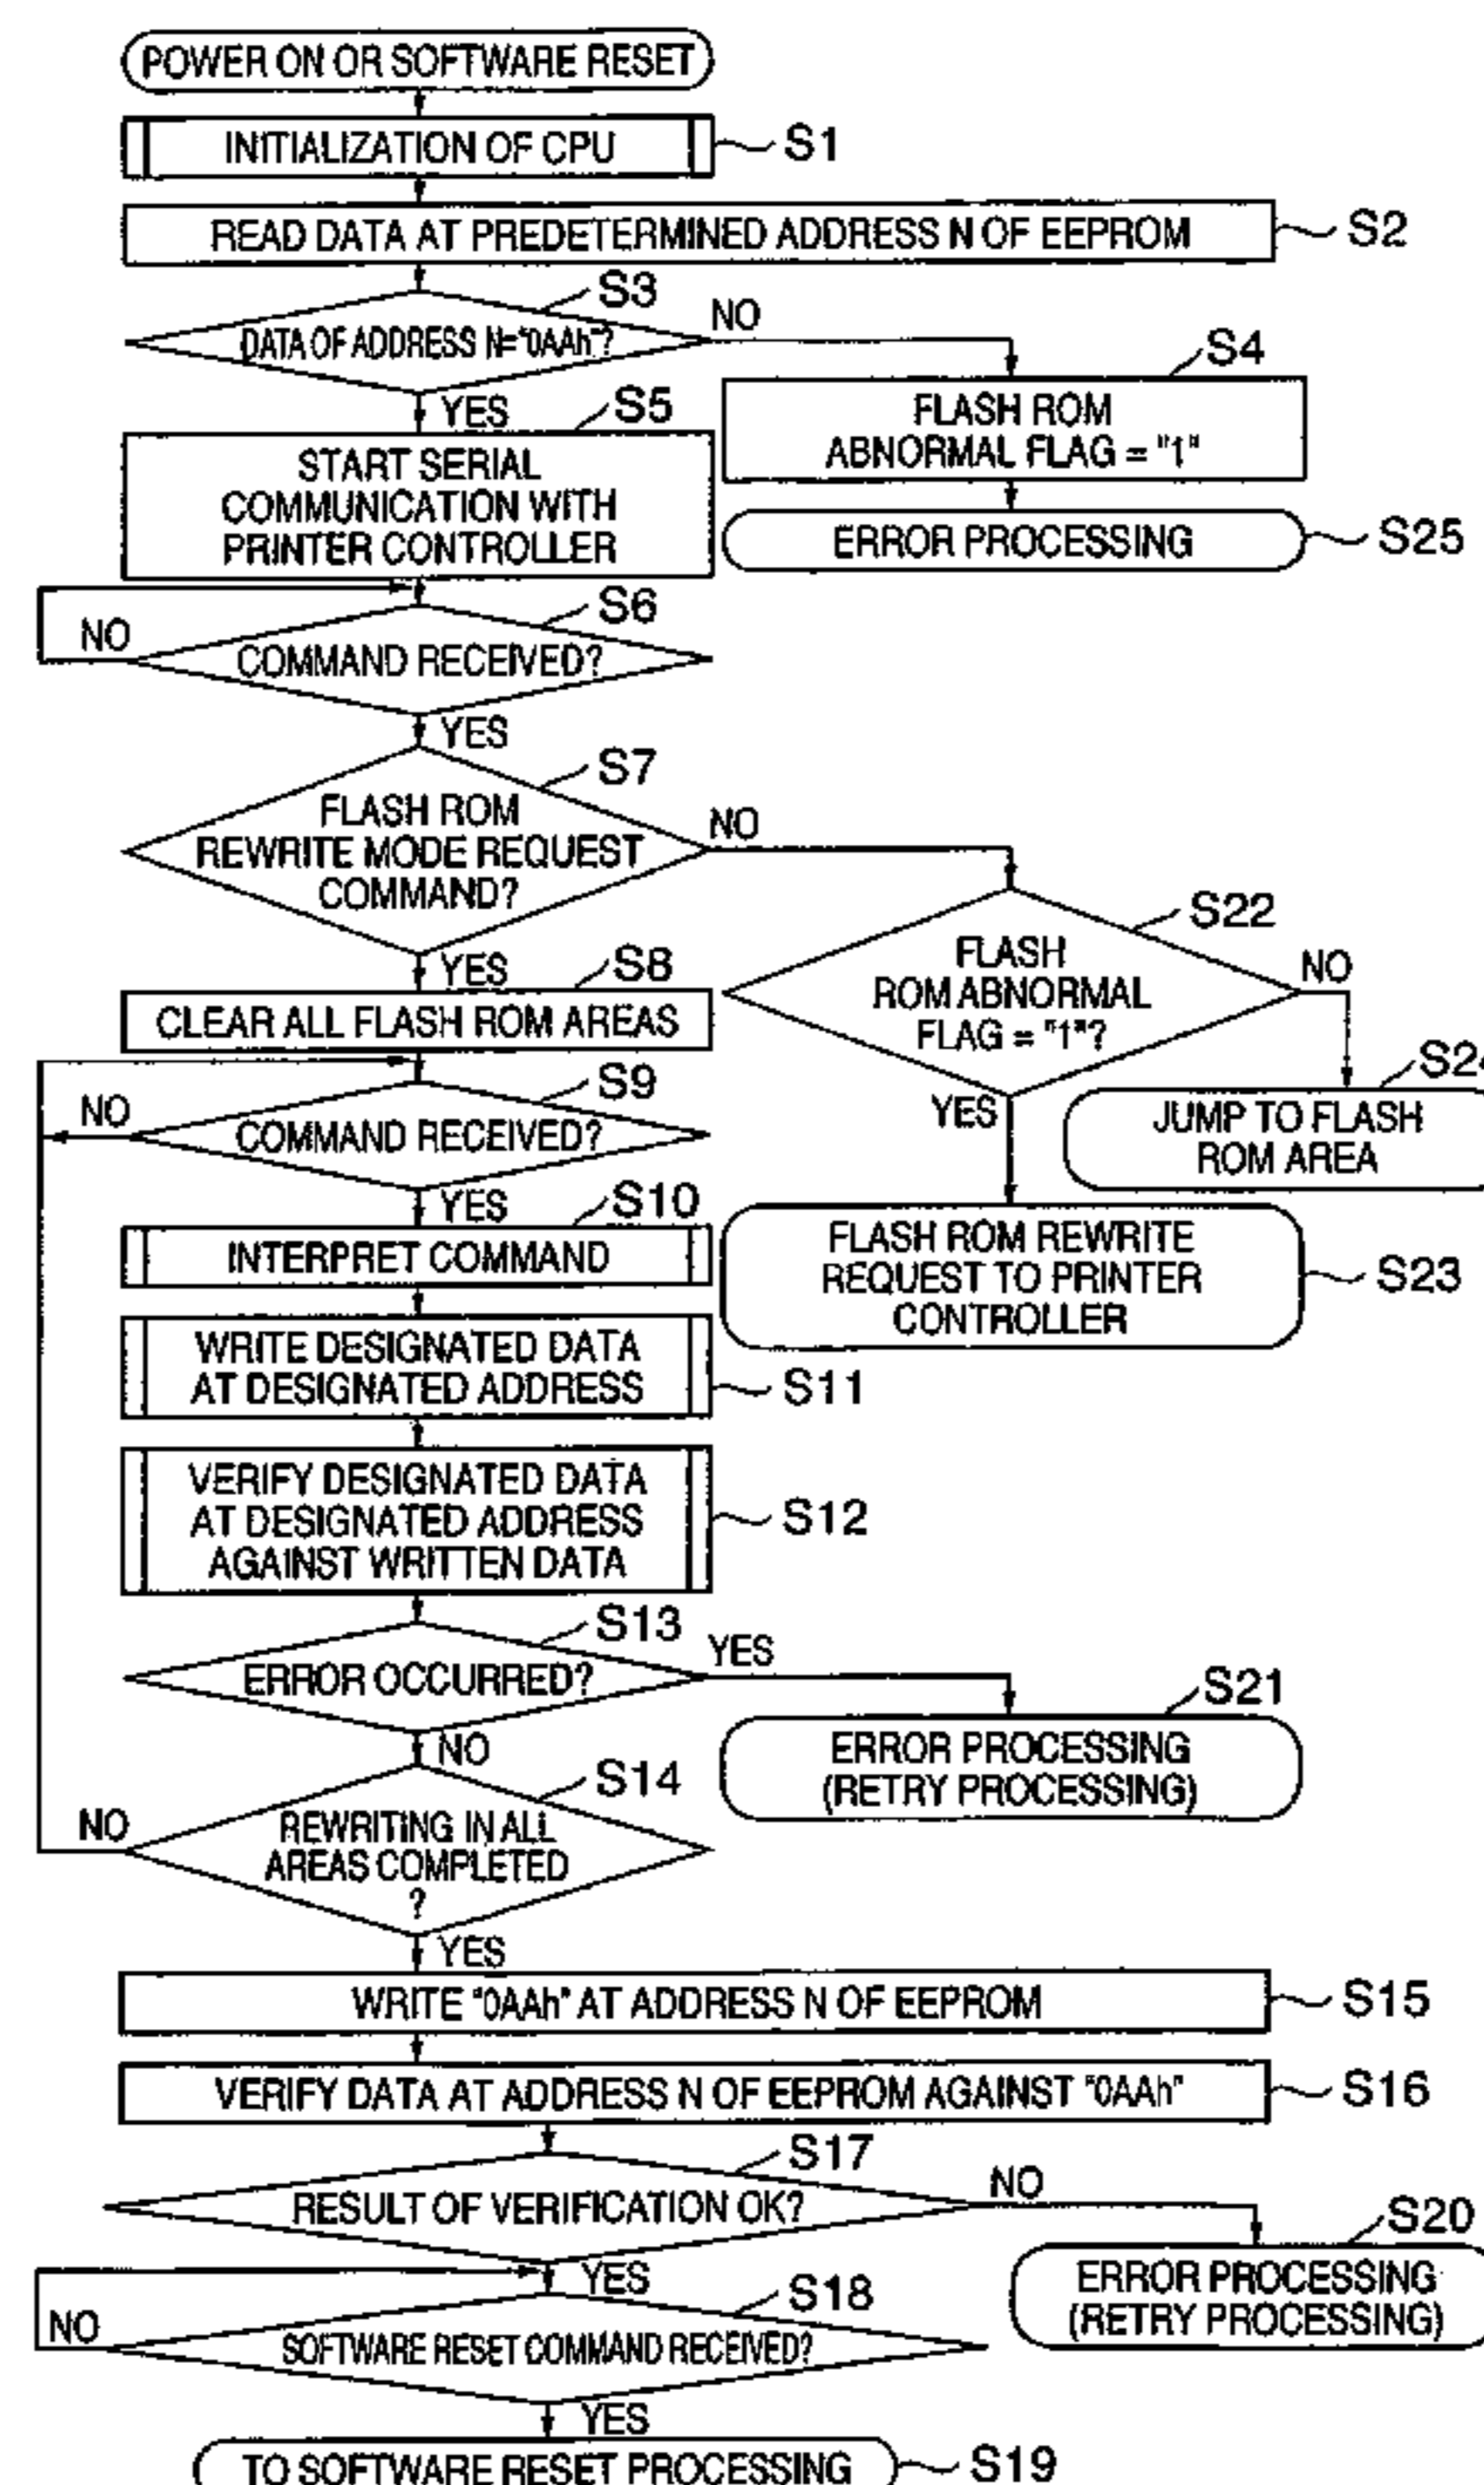 POWER ON OR SOFTWARE RESET
INITIALIZATION OF CPU
S1
READ DATA AT PREDETERMINED ADDRESS N OF EEPROM
S2
S3
DATA OF ADDRESS N="0AAh"?
NO
YES
S4
FLASH ROM
ABNORMAL FLAG = "1"
S5
START SERIAL
COMMUNICATION WITH
PRINTER CONTROLLER
ERROR PROCESSING
S25
S6
COMMAND RECEIVED?
NO
YES
S7
FLASH ROM
REWRITE MODE REQUEST
COMMAND?
NO
YES
S22
FLASH
ROM ABNORMAL
FLAG = "1"?
NO
YES
S8
CLEAR ALL FLASH ROM AREAS
S9
COMMAND RECEIVED?
NO
YES
JUMP TO FLASH
ROM AREA
S10
INTERPRET COMMAND
FLASH ROM REWRITE
REQUEST TO PRINTER
CONTROLLER
S23
WRITE DESIGNATED DATA
AT DESIGNATED ADDRESS
S11
VERIFY DESIGNATED DATA
AT DESIGNATED ADDRESS
AGAINST WRITTEN DATA
S12
S13
ERROR OCCURRED?
YES
NO
S21
ERROR PROCESSING
(RETRY PROCESSING)
S14
REWRITING IN ALL
AREAS COMPLETED
?
NO
YES
WRITE "0AAh" AT ADDRESS N OF EEPROM
S15
VERIFY DATA AT ADDRESS N OF EEPROM AGAINST "0AAh"
S16
S17
RESULT OF VERIFICATION OK?
NO
YES
S20
ERROR PROCESSING
(RETRY PROCESSING)
S18
SOFTWARE RESET COMMAND RECEIVED?
NO
YES
TO SOFTWARE RESET PROCESSING
S19